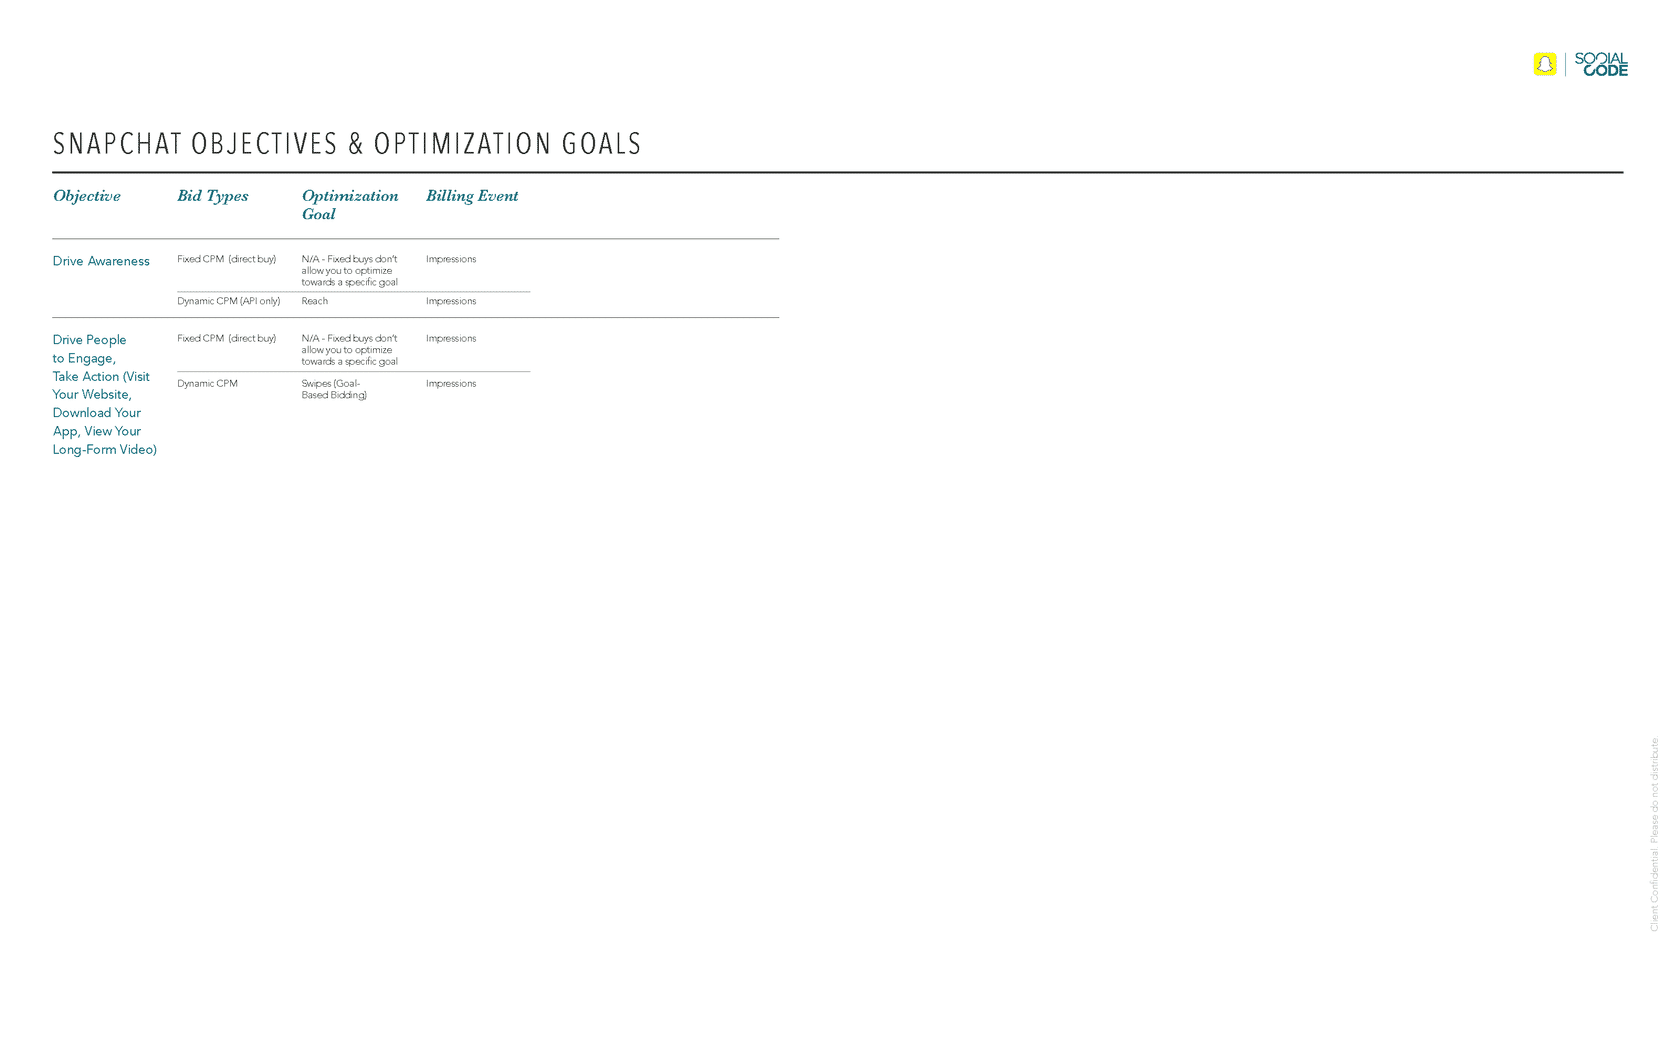 SOCIAL
CODE
SNAPCHAT OBJECTIVES & OPTIMIZATION GOALS
Objective
Bid Types
Optimization
Goal
Billing Event
Drive Awareness
Fixed CPM (direct buy)
N/A - Fixed buys don't
allow you to optimize
towards a specific goal
Impressions
Dynamic CPM (API only)
Reach
Impressions
Drive People
to Engage,
Take Action (Visit
Your Website,
Download Your
App, View Your
Long-Form Video)
Fixed CPM (direct buy)
N/A - Fixed buys don't
allow you to optimize
towards a specific goal
Impressions
Dynamic CPM
Swipes (Goal-
Based Bidding)
Impressions
Client Confidential. Please do not distribute